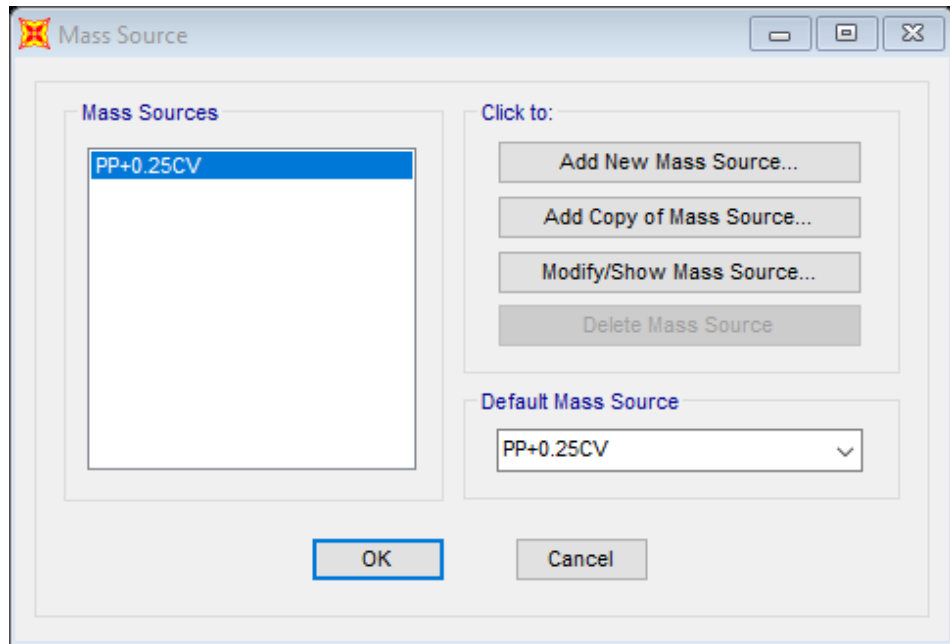 Mass Source
Mass Sources
PP+0.25CV
Click to:
Add New Mass Source...
Add Copy of Mass Source...
Modify/Show Mass Source...
Delete Mass Source
Default Mass Source
PP+0.25CV
OK
Cancel